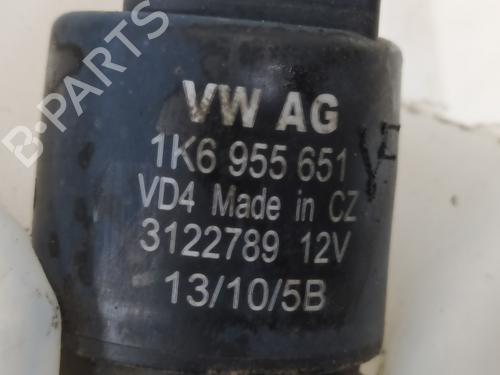 B-PARTS
VW AG
1K6 955 651
VD4 Made in CZ
3122789 12V
13/10/5B